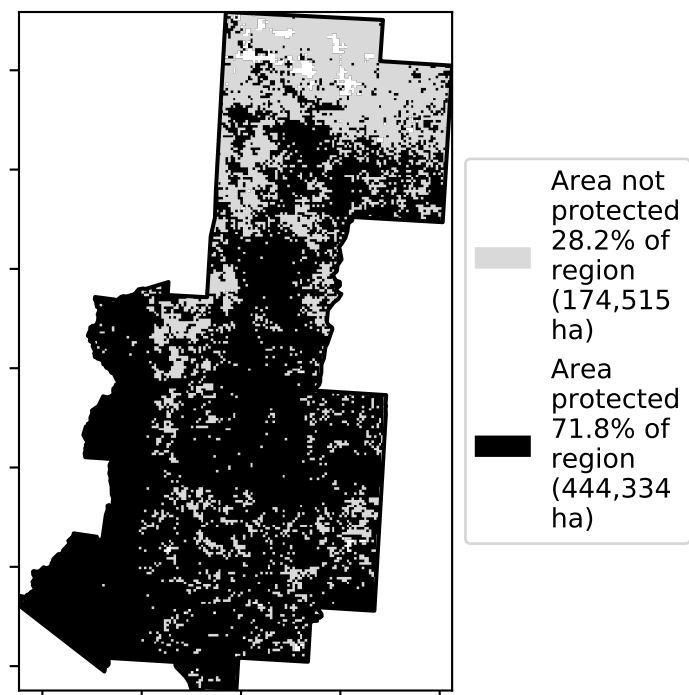 Area not
protected
28.2% of
region
(174,515
ha)
Area
protected
71.8% of
region
(444,334
ha)